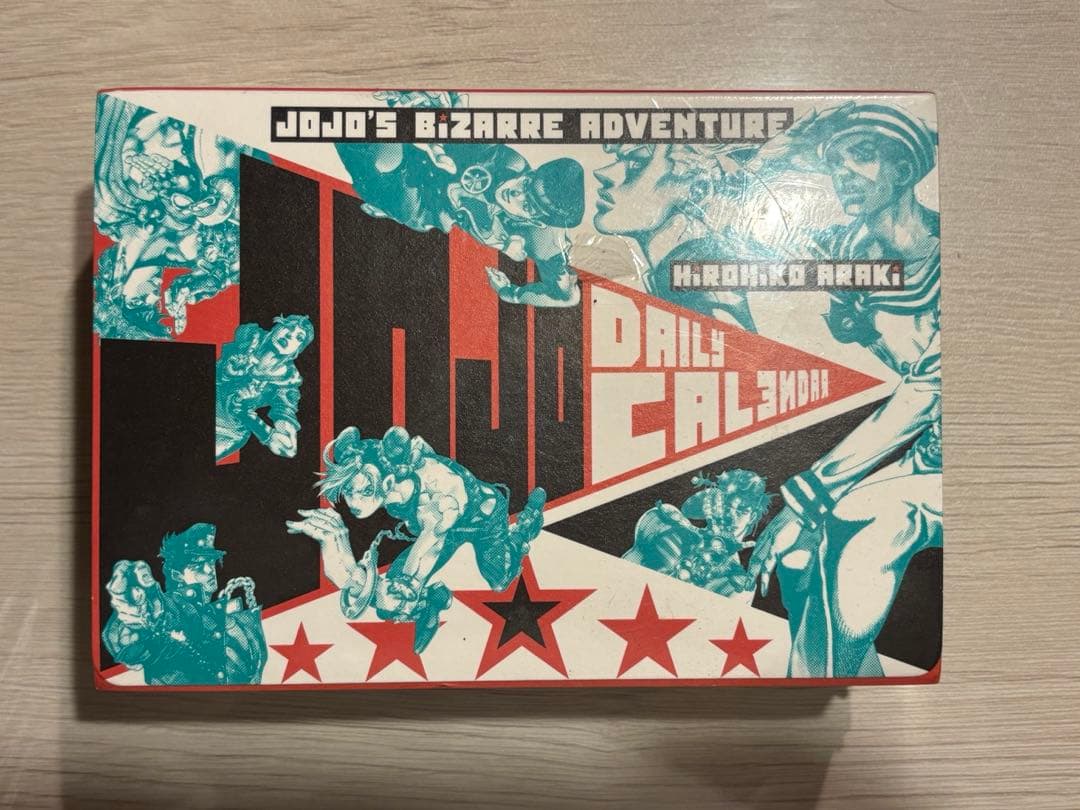 JOJO'S BiZARRE ADVENTURE
HiROHiKO ARAKi
JOJO
DAILY
CALENDAR